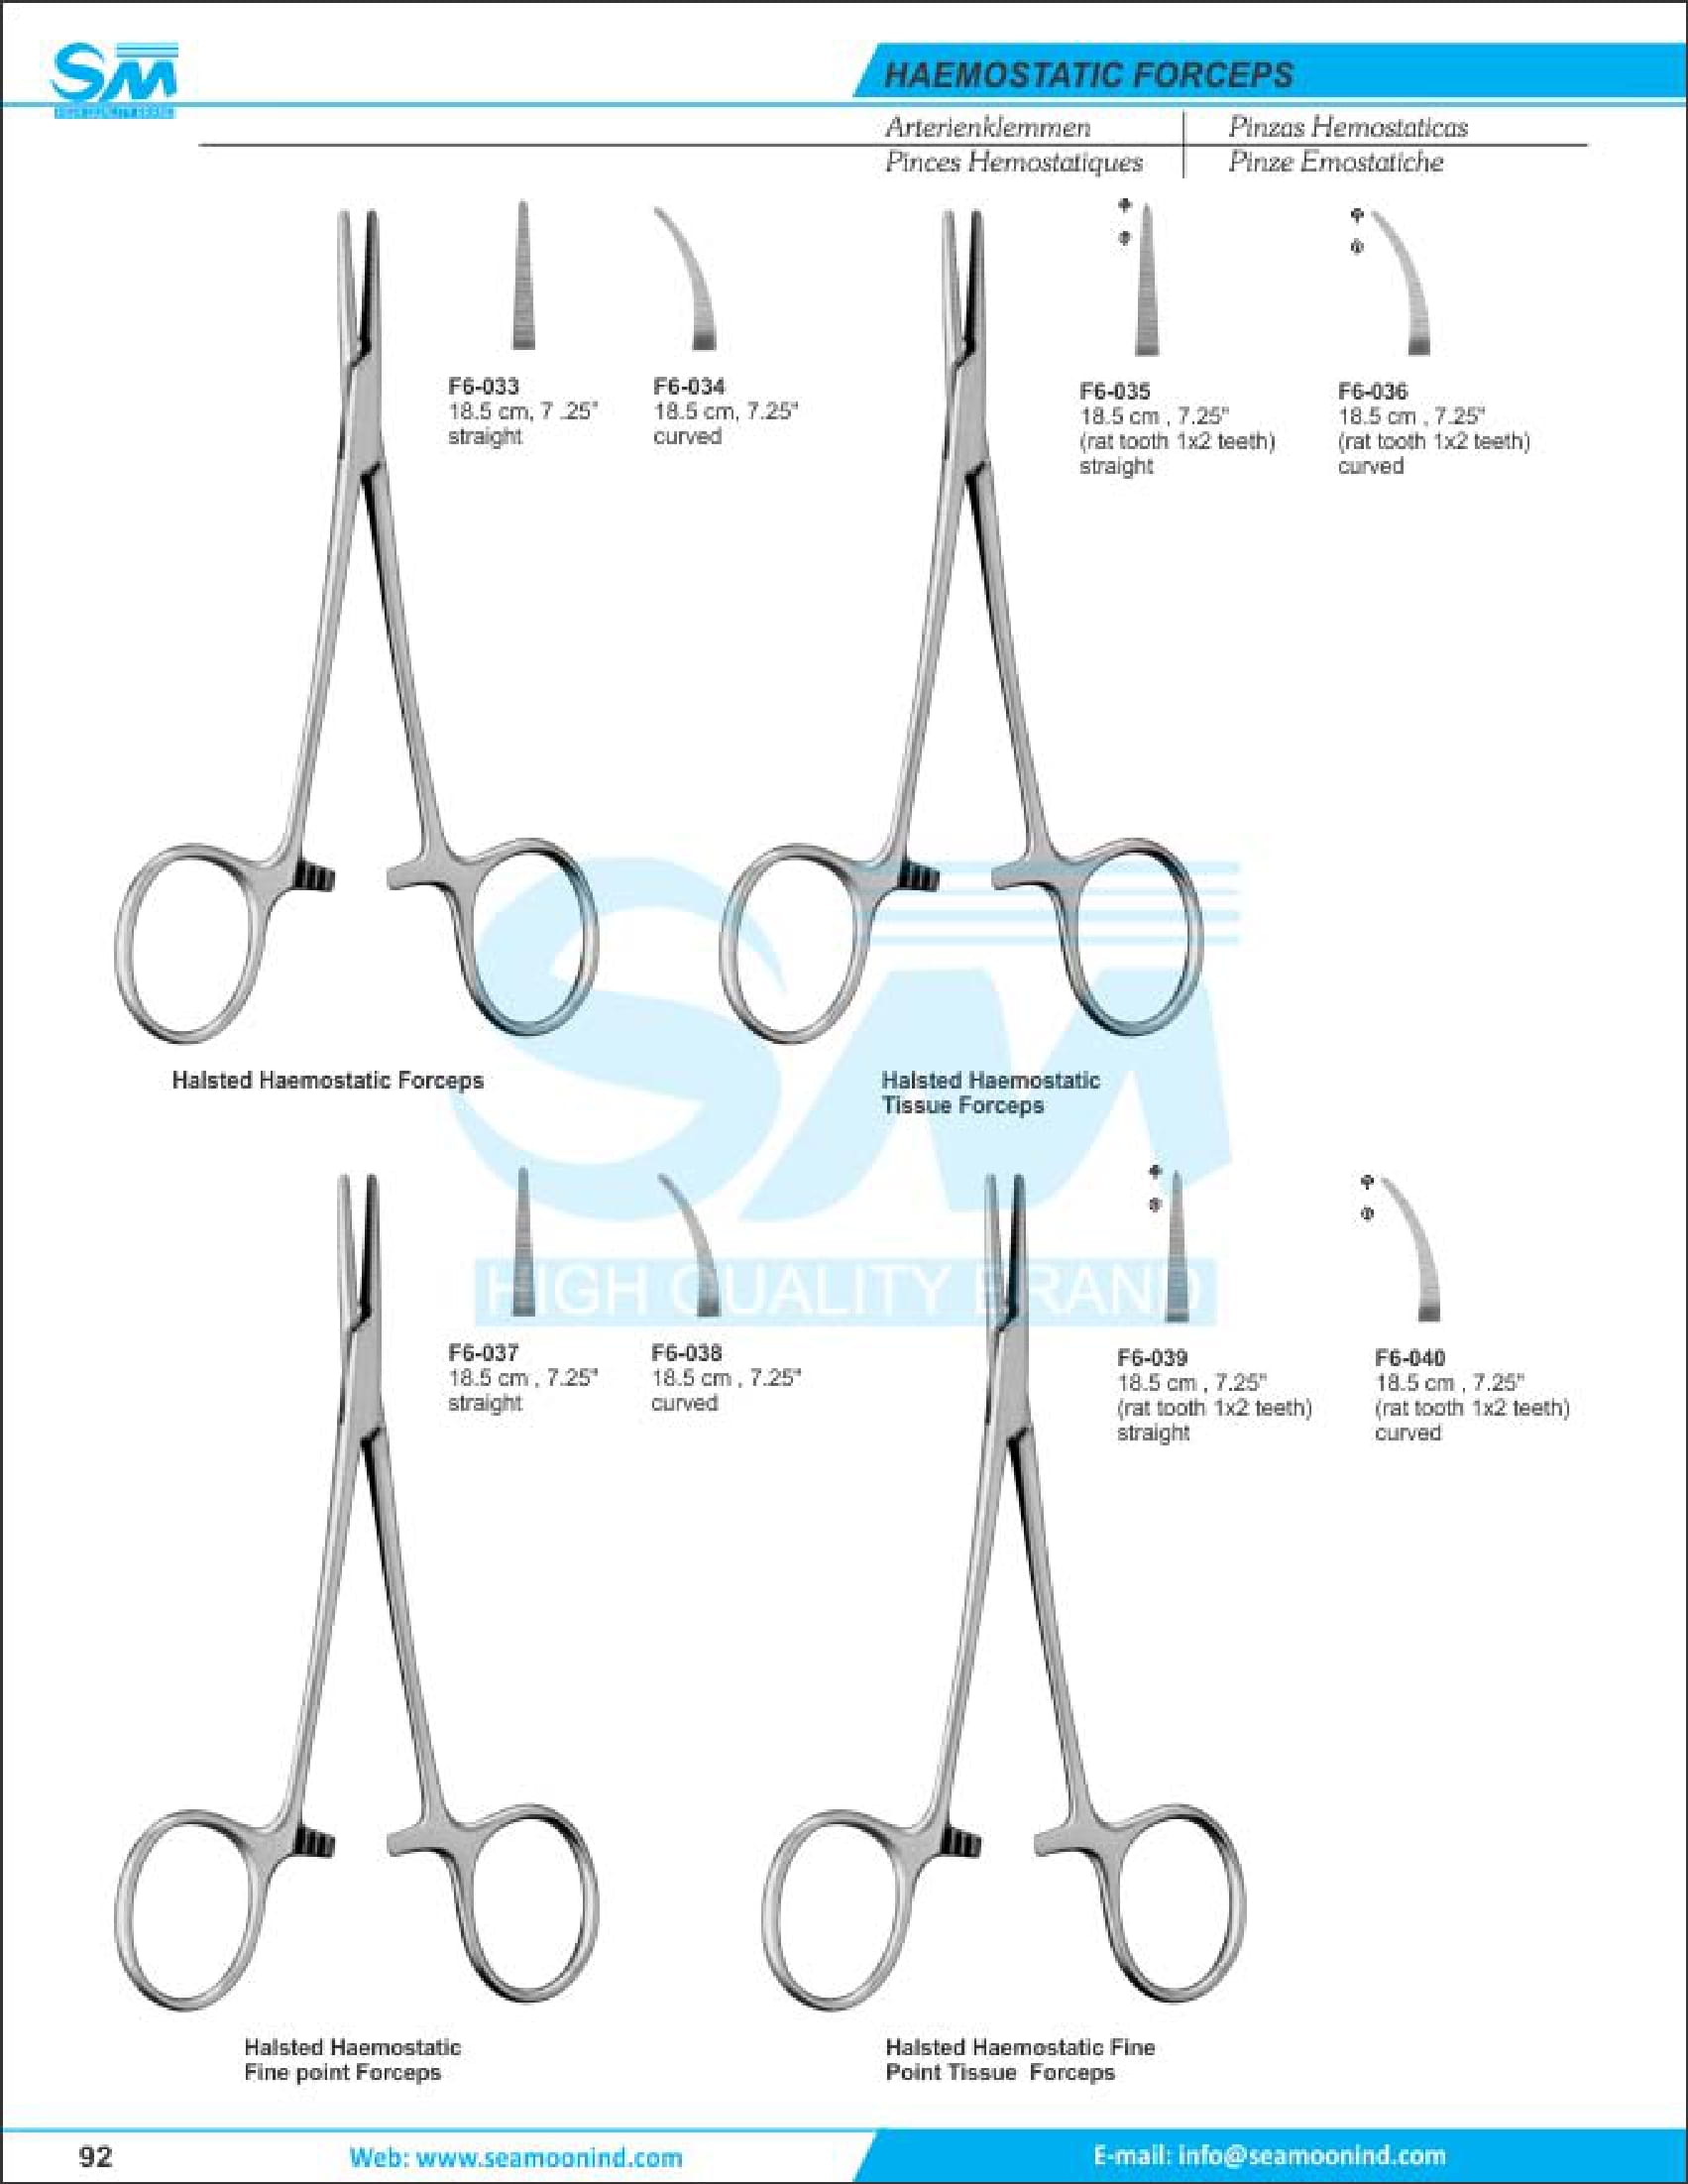 SM
HAEMOSTATIC FORCEPS
Arterienklemmen
Pinzas Hemostaticas
Pinces Hemostatiques
Pinze Emostatiche
F6-033
18.5 cm, 7 .25"
straight
F6-034
18.5 cm, 7.25"
curved
F6-035
18.5 cm , 7.25"
(rat tooth 1x2 teeth)
straight
F6-036
18.5 cm , 7.25"
(rat tooth 1x2 teeth)
curved
Halsted Haemostatic Forceps
Halsted Haemostatic
Tissue Forceps
SM
HIGH QUALITY BRAND
F6-037
18.5 cm , 7.25"
straight
F6-038
18.5 cm , 7.25"
curved
F6-039
18.5 cm , 7.25"
(rat tooth 1x2 teeth)
straight
F6-040
18.5 cm , 7.25"
(rat tooth 1x2 teeth)
curved
Halsted Haemostatic
Fine point Forceps
Halsted Haemostatic Fine
Point Tissue Forceps
92
Web: www.seamoonind.com
E-mail: info@seamoonind.com